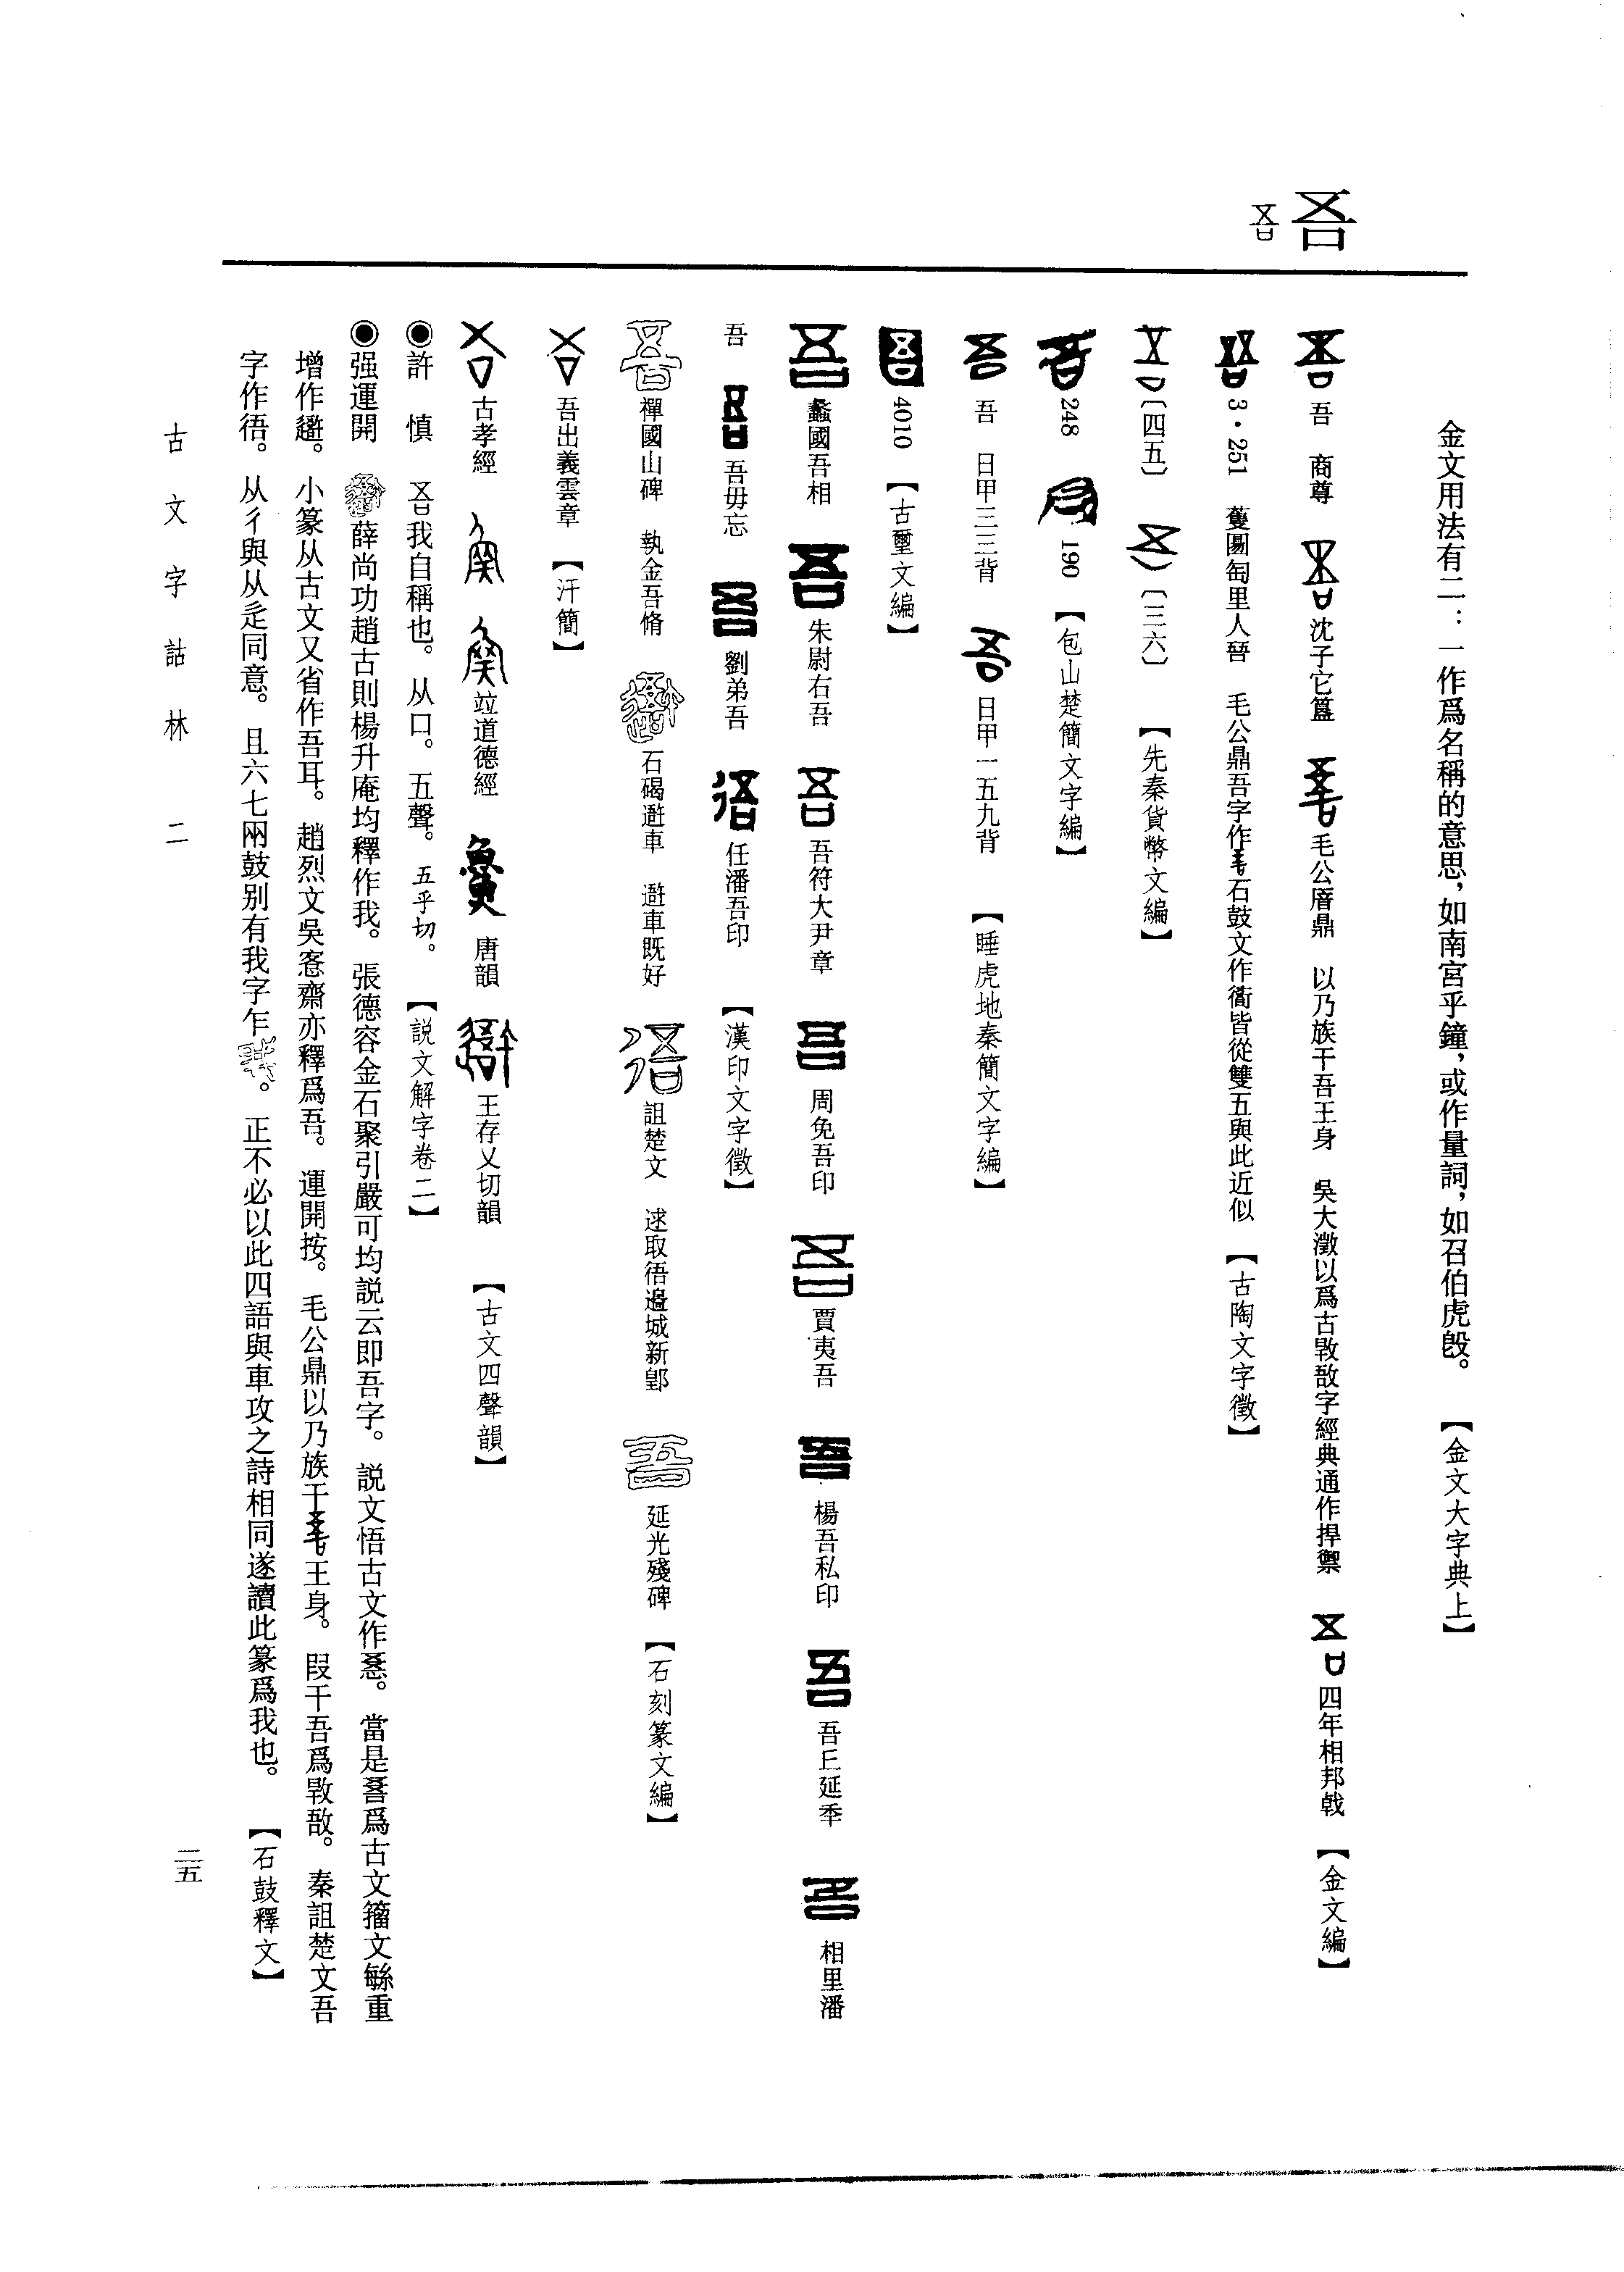 吾
金文用法有二：一作爲名稱的意思，如南宮乎鐘，或作量詞，如召伯虎𣪘。　【金文大字典上】
吾　商尊　沈子它簋　毛公㫗鼎　以乃族干吾王身　吳大澂以爲古敦敔字經典通作捍禦　四年相邦戟　【金文編】
3·251　蒦圖匋里人𠮣　毛公鼎吾字作　石鼓文作衙皆從雙五與此近似　【古陶文字徵】
〔四五〕　〔三六〕　【先秦貨幣文編】
248　190　【包山楚簡文字編】
吾　日甲三三背　日甲一五九背　【睡虎地秦簡文字編】
4010　【古璽文編】
蠡國吾相　朱尉右吾　吾符大尹章　周免吾印　賈夷吾　楊吾私印　吾丘延季　相里潘
吾　吾毋忘　劉弟吾　任潘吾印　【漢印文字徵】
禪國山碑　執金吾脩　石碣避車　避車既好　詛楚文　逑取㣈邊城新郢　延光殘碑　【石刻篆文編】
吾出義雲章　【汗簡】
古孝經　竝道德經　唐韻　王存乂切韻　【古文四聲韻】
◉許　慎　我自稱也。从口。五聲。五乎切。　【説文解字卷二】
◉强運開　薛尚功趙古則楊升庵均釋作我。張德容金石聚引嚴可均説云即吾字。説文悟古文作㤅。當是𠮣爲古文籀文緐重
增作𨖴。小篆从古文又省作吾耳。趙烈文吳愙齋亦釋爲吾。運開按。毛公鼎以乃族干　王身。叚干吾爲敦敔。秦詛楚文吾
字作㣈。从彳與从辵同意。且六七兩鼓别有我字乍　。正不必以此四語與車攻之詩相同遂讀此篆爲我也。　【石鼓釋文】
古文字詁林　二
二五